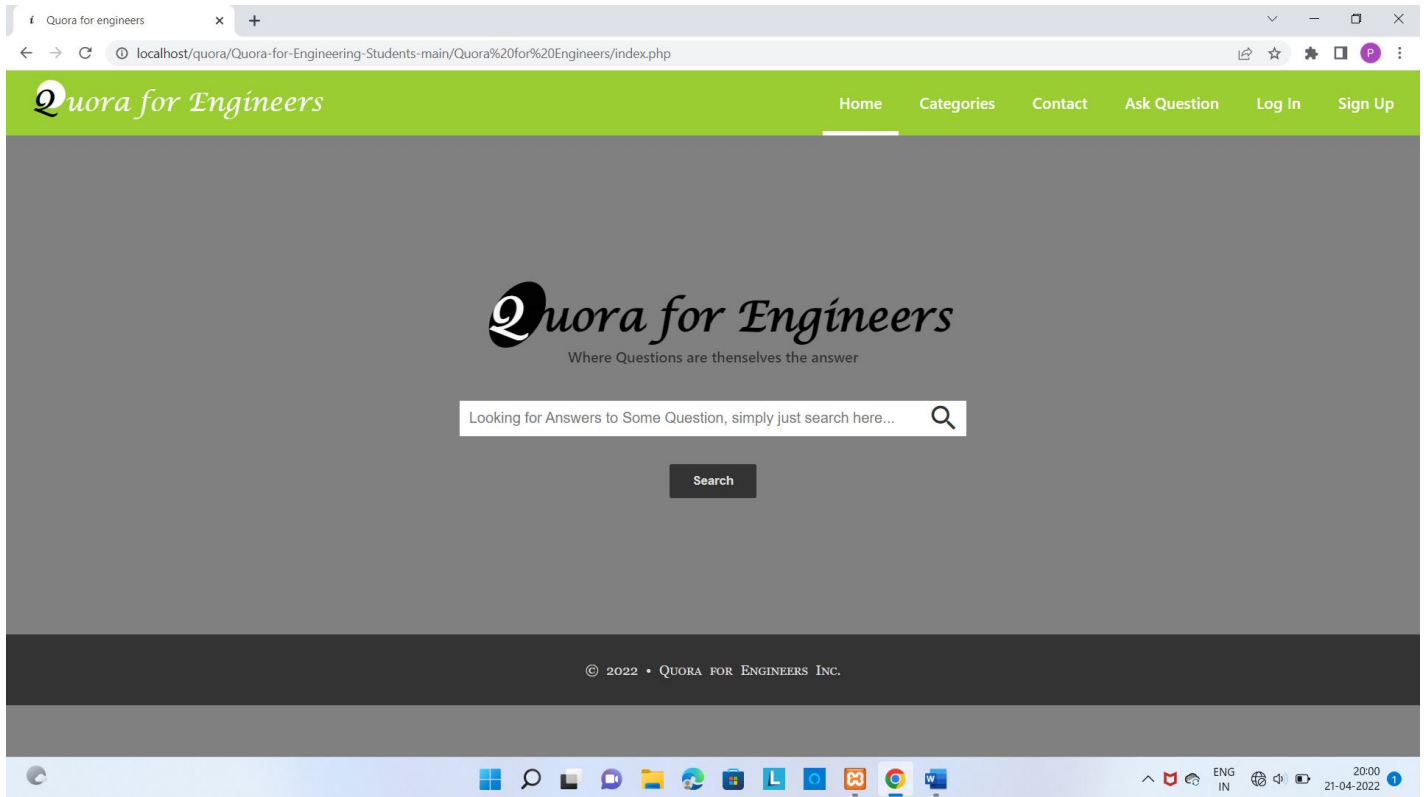 Quora for engineers
localhost/quora/Quora-for-Engineering-Students-main/Quora%20for%20Engineers/index.php
P
Quora for Engineers
Home Categories Contact Ask Question Log In Sign Up
Quora for Engineers
Where Questions are thenselves the answer
Looking for Answers to Some Question, simply just search here...
Search
© 2022 • Quora for Engineers Inc.
L
W
ENG
IN
20:00
21-04-2022
1